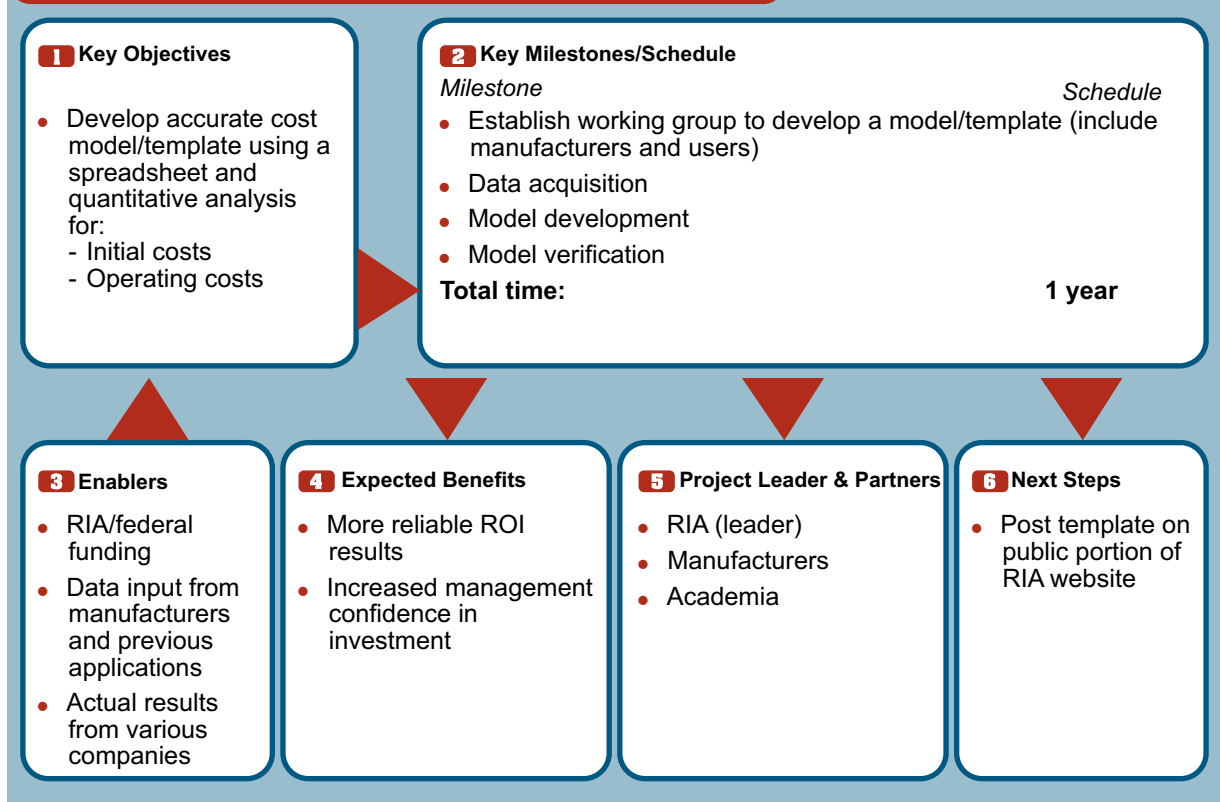 1 Key Objectives
• Develop accurate cost
model/template using a
spreadsheet and
quantitative analysis
for:
- Initial costs
- Operating costs
2 Key Milestones/Schedule
Milestone Schedule
• Establish working group to develop a model/template (include
manufacturers and users)
• Data acquisition
• Model development
• Model verification
Total time: 1 year
3 Enablers
• RIA/federal
funding
• Data input from
manufacturers
and previous
applications
• Actual results
from various
companies
4 Expected Benefits
• More reliable ROI
results
• Increased management
confidence in
investment
5 Project Leader & Partners
• RIA (leader)
• Manufacturers
• Academia
6 Next Steps
• Post template on
public portion of
RIA website